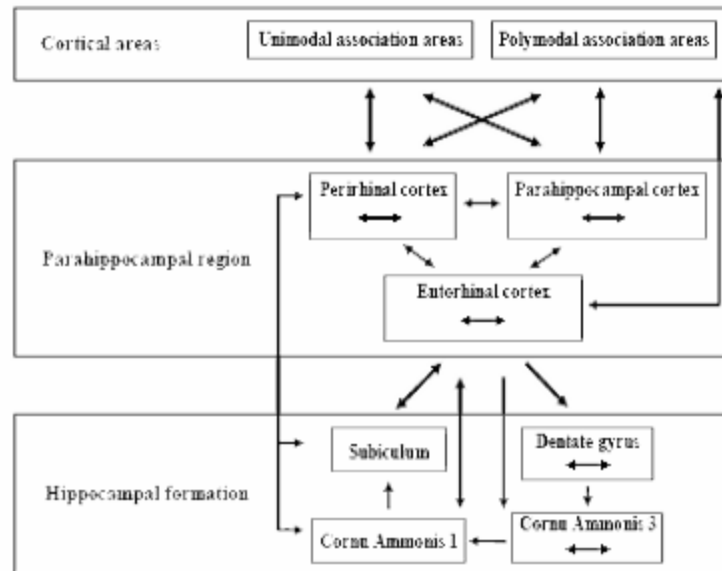 Cortical areas
Unimodal association areas
Polymodal association areas
Perirhinal cortex
Parahippocampal cortex
Parahippocampal region
Entorhinal cortex
Subiculum
Dentate gyrus
Hippocampal formation
Cornu Ammonis 1
Cornu Ammonis 3